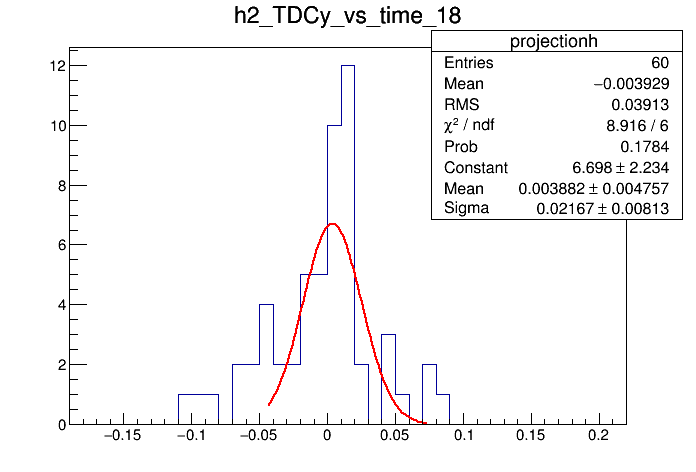 h2_TDCy_vs_time_18
projectionh
Entries 60
Mean −0.003929
RMS 0.03913
χ² / ndf 8.916 / 6
Prob 0.1784
Constant 6.698 ± 2.234
Mean 0.003882 ± 0.004757
Sigma 0.02167 ± 0.00813
12
10
8
6
4
2
0
−0.15 −0.1 −0.05 0 0.05 0.1 0.15 0.2